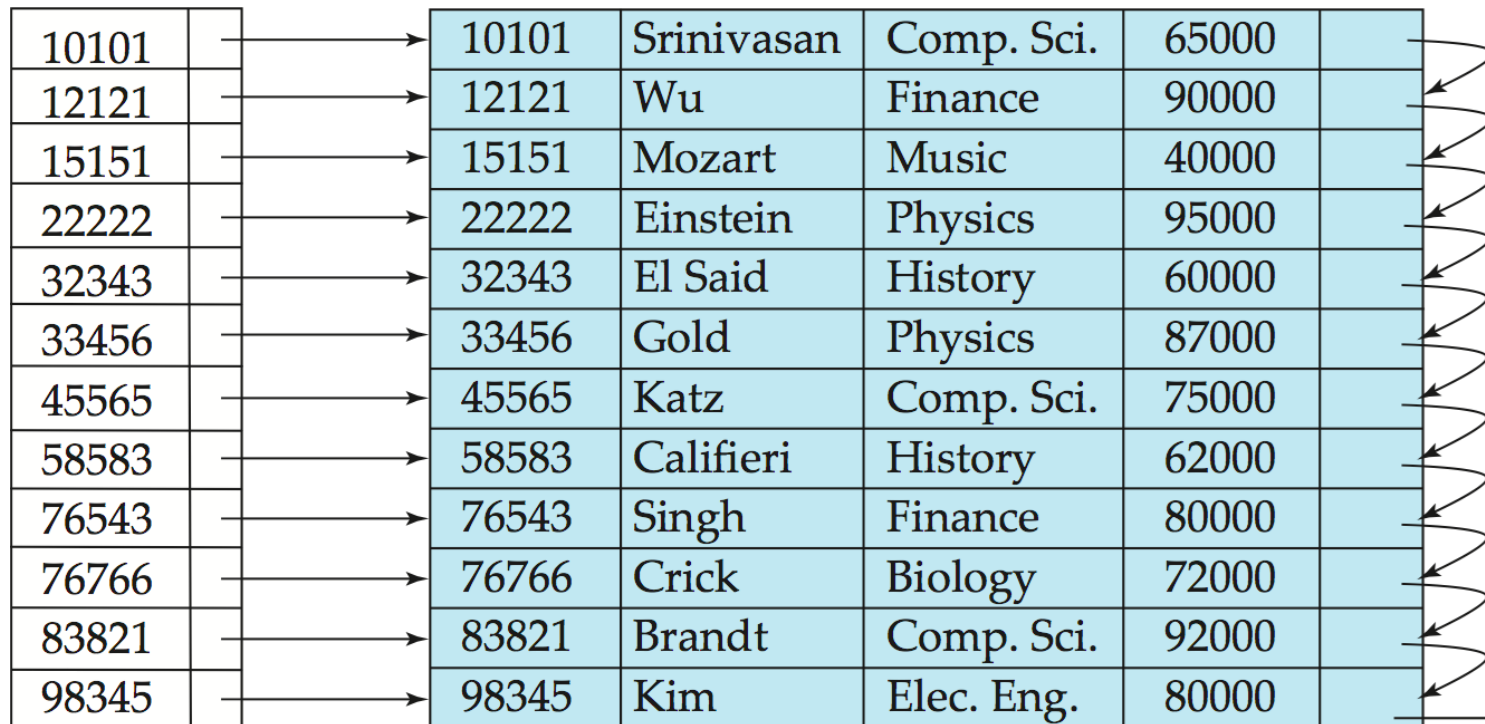 10101 10101 Srinivasan Comp. Sci. 65000
12121 12121 Wu Finance 90000
15151 15151 Mozart Music 40000
22222 22222 Einstein Physics 95000
32343 32343 El Said History 60000
33456 33456 Gold Physics 87000
45565 45565 Katz Comp. Sci. 75000
58583 58583 Califieri History 62000
76543 76543 Singh Finance 80000
76766 76766 Crick Biology 72000
83821 83821 Brandt Comp. Sci. 92000
98345 98345 Kim Elec. Eng. 80000